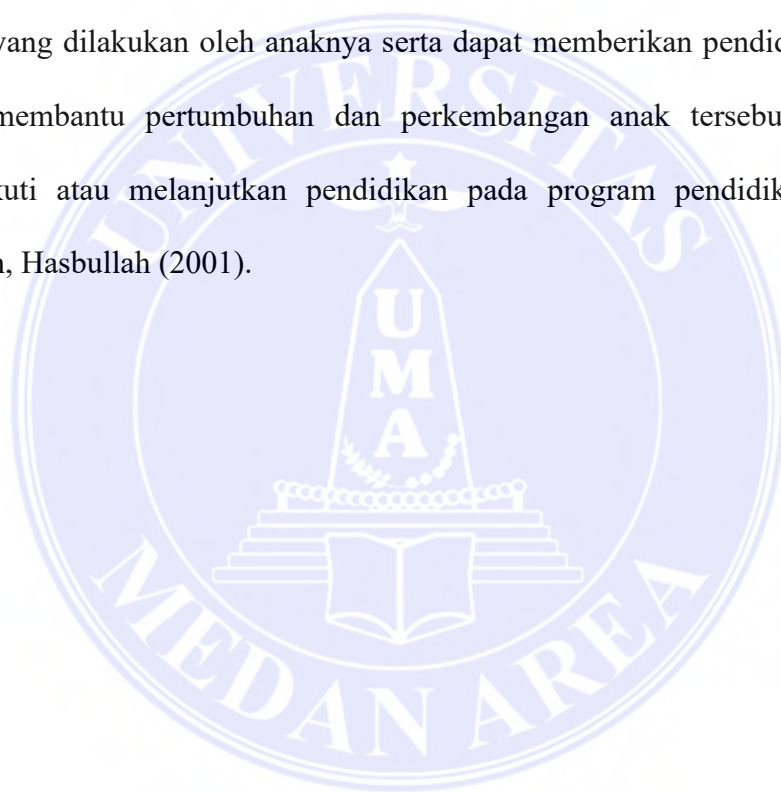 yang dilakukan oleh anaknya serta dapat memberikan pendid
membantu pertumbuhan dan perkembangan anak tersebu
kuti atau melanjutkan pendidikan pada program pendidik
n, Hasbullah (2001).
UNIVERSITAS
U
M
A
MEDAN AREA